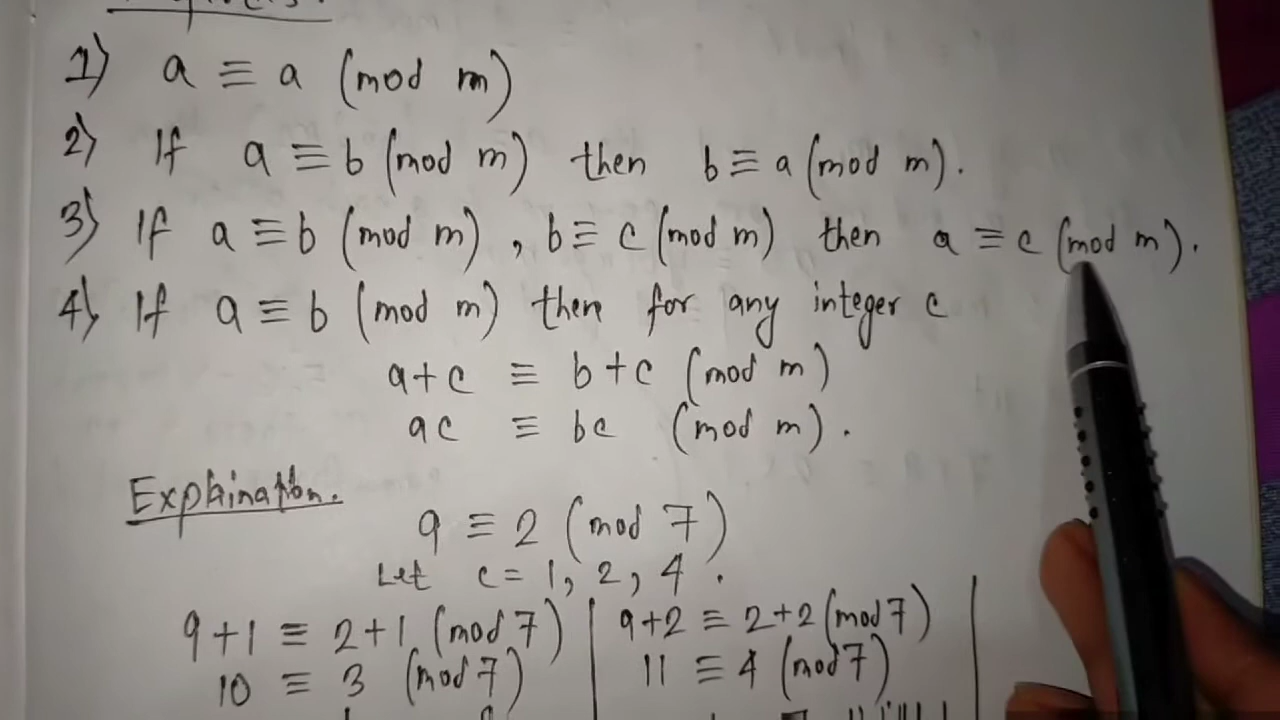 1) a ≡ a (mod m)
2) If a ≡ b (mod m) then b ≡ a (mod m).
3) If a ≡ b (mod m) , b ≡ c (mod m) then a ≡ c (mod m).
4) If a ≡ b (mod m) then for any integer c
a+c ≡ b+c (mod m)
ac ≡ bc (mod m).
9 ≡ 2 (mod 7)
Let c = 1, 2, 4.
9+1 ≡ 2+1 (mod 7) | 9+2 ≡ 2+2 (mod 7) |
10 ≡ 3 (mod 7) | 11 ≡ 4 (mod 7) |